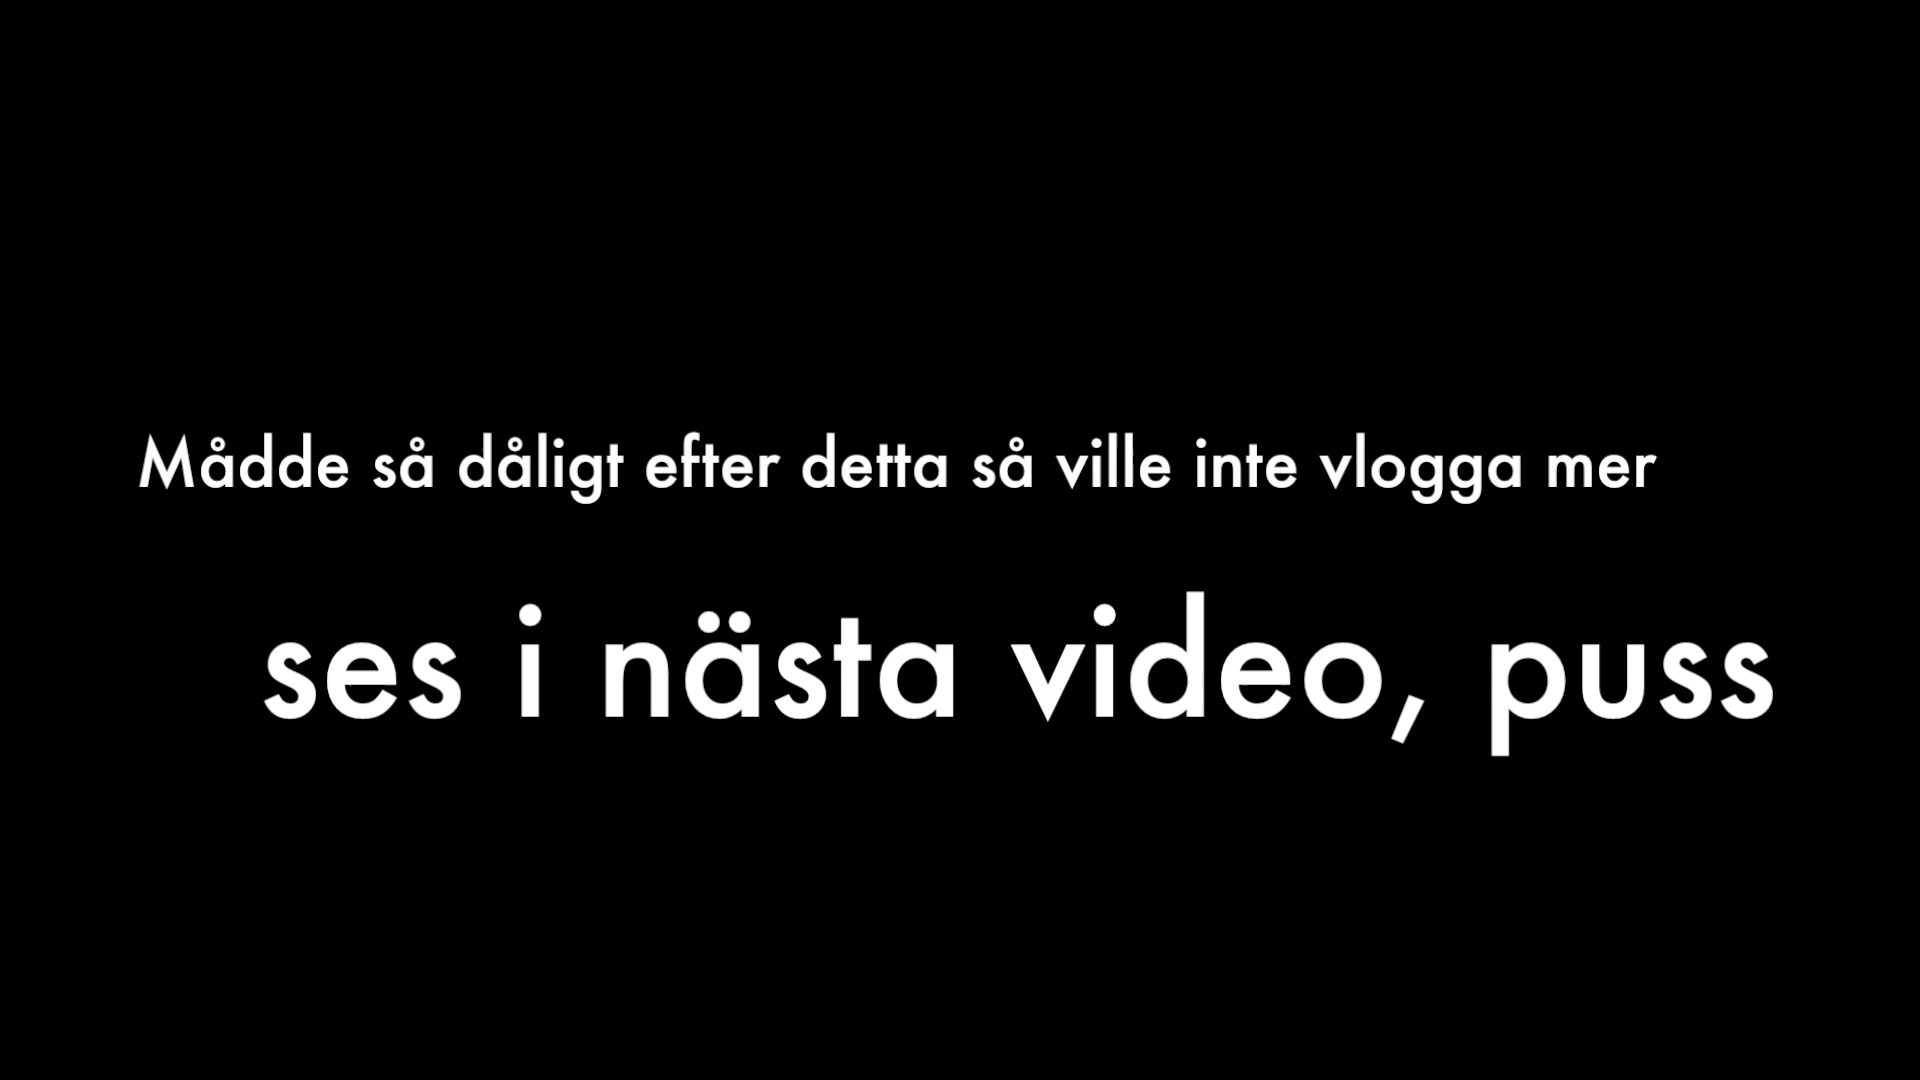 Mådde så dåligt efter detta så ville inte vlogga mer
ses i nästa video, puss